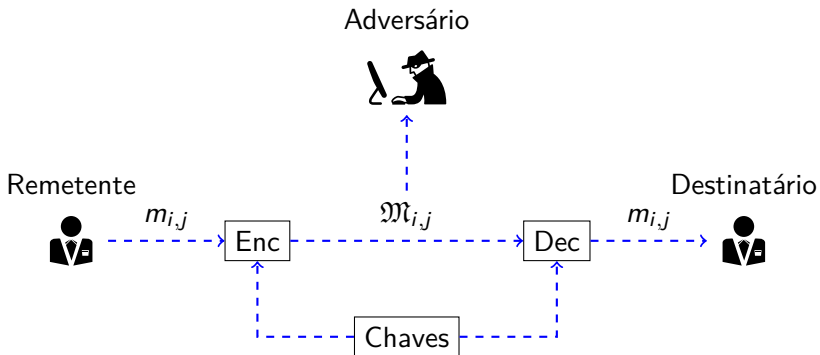 Adversário
Remetente
Destinatário
m_{i,j}
𝔐_{i,j}
m_{i,j}
Enc
Dec
Chaves